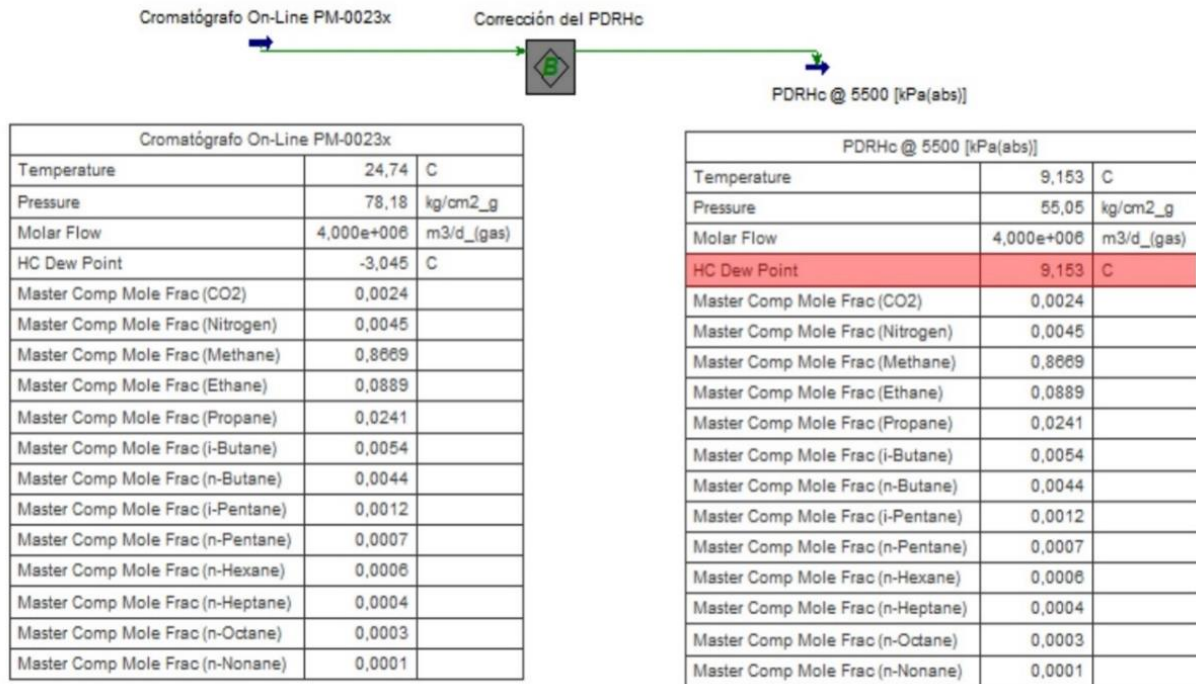 Cromatógrafo On-Line PM-0023x
Corrección del PDRHc
B
PDRHc @ 5500 [kPa(abs)]
Cromatógrafo On-Line PM-0023x
Temperature 24,74 C
Pressure 78,18 kg/cm2_g
Molar Flow 4,000e+006 m3/d_(gas)
HC Dew Point -3,045 C
Master Comp Mole Frac (CO2) 0,0024
Master Comp Mole Frac (Nitrogen) 0,0045
Master Comp Mole Frac (Methane) 0,8669
Master Comp Mole Frac (Ethane) 0,0889
Master Comp Mole Frac (Propane) 0,0241
Master Comp Mole Frac (i-Butane) 0,0054
Master Comp Mole Frac (n-Butane) 0,0044
Master Comp Mole Frac (i-Pentane) 0,0012
Master Comp Mole Frac (n-Pentane) 0,0007
Master Comp Mole Frac (n-Hexane) 0,0006
Master Comp Mole Frac (n-Heptane) 0,0004
Master Comp Mole Frac (n-Octane) 0,0003
Master Comp Mole Frac (n-Nonane) 0,0001
PDRHc @ 5500 [kPa(abs)]
Temperature 9,153 C
Pressure 55,05 kg/cm2_g
Molar Flow 4,000e+006 m3/d_(gas)
HC Dew Point 9,153 C
Master Comp Mole Frac (CO2) 0,0024
Master Comp Mole Frac (Nitrogen) 0,0045
Master Comp Mole Frac (Methane) 0,8669
Master Comp Mole Frac (Ethane) 0,0889
Master Comp Mole Frac (Propane) 0,0241
Master Comp Mole Frac (i-Butane) 0,0054
Master Comp Mole Frac (n-Butane) 0,0044
Master Comp Mole Frac (i-Pentane) 0,0012
Master Comp Mole Frac (n-Pentane) 0,0007
Master Comp Mole Frac (n-Hexane) 0,0006
Master Comp Mole Frac (n-Heptane) 0,0004
Master Comp Mole Frac (n-Octane) 0,0003
Master Comp Mole Frac (n-Nonane) 0,0001